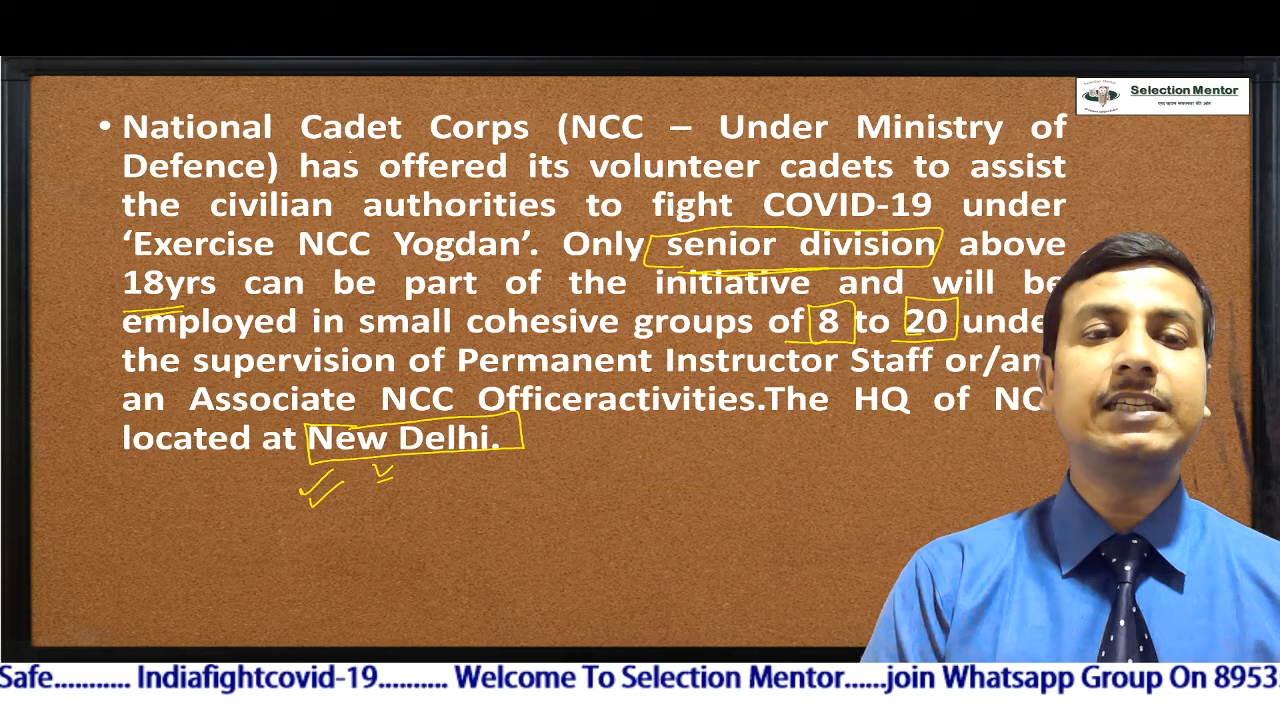 Selection Mentor
• National Cadet Corps (NCC – Under Ministry of
Defence) has offered its volunteer cadets to assist
the civilian authorities to fight COVID-19 under
‘Exercise NCC Yogdan’. Only senior division above
18yrs can be part of the initiative and will be
employed in small cohesive groups of 8 to 20 unde
the supervision of Permanent Instructor Staff or/an
an Associate NCC Officeractivities.The HQ of NC
located at New Delhi.
Safe........... Indiafightcovid-19.......... Welcome To Selection Mentor......join Whatsapp Group On 8953